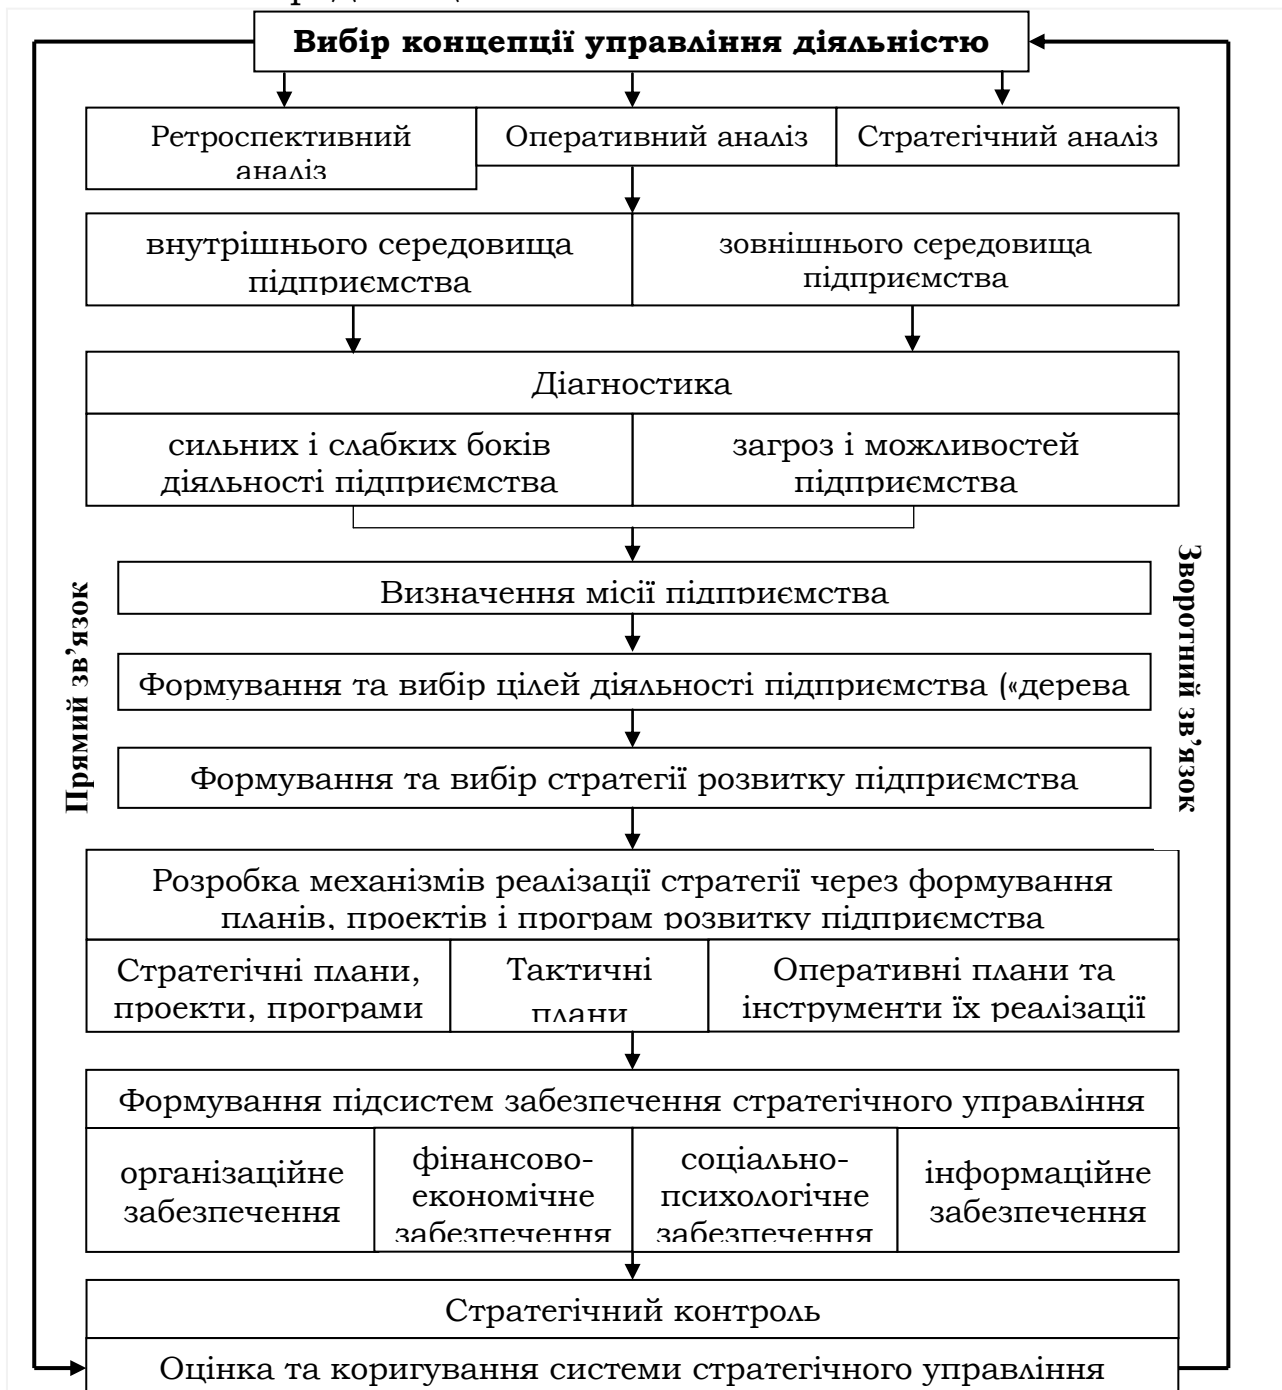 Вибір концепції управління діяльністю
Ретроспективний
аналіз
Оперативний аналіз
Стратегічний аналіз
внутрішнього середовища
підприємства
зовнішнього середовища
підприємства
Діагностика
сильних і слабких боків
діяльності підприємства
загроз і можливостей
підприємства
Визначення місії підприємства
Формування та вибір цілей діяльності підприємства («дерева
Формування та вибір стратегії розвитку підприємства
Розробка механізмів реалізації стратегії через формування
планів, проектів і програм розвитку підприємства
Стратегічні плани,
проекти, програми
Тактичні
плани
Оперативні плани та
інструменти їх реалізації
Формування підсистем забезпечення стратегічного управління
організаційне
забезпечення
фінансово-
економічне
забезпечення
соціально-
психологічне
забезпечення
інформаційне
забезпечення
Стратегічний контроль
Оцінка та коригування системи стратегічного управління
Прямий зв’язок
Зворотний зв’язок